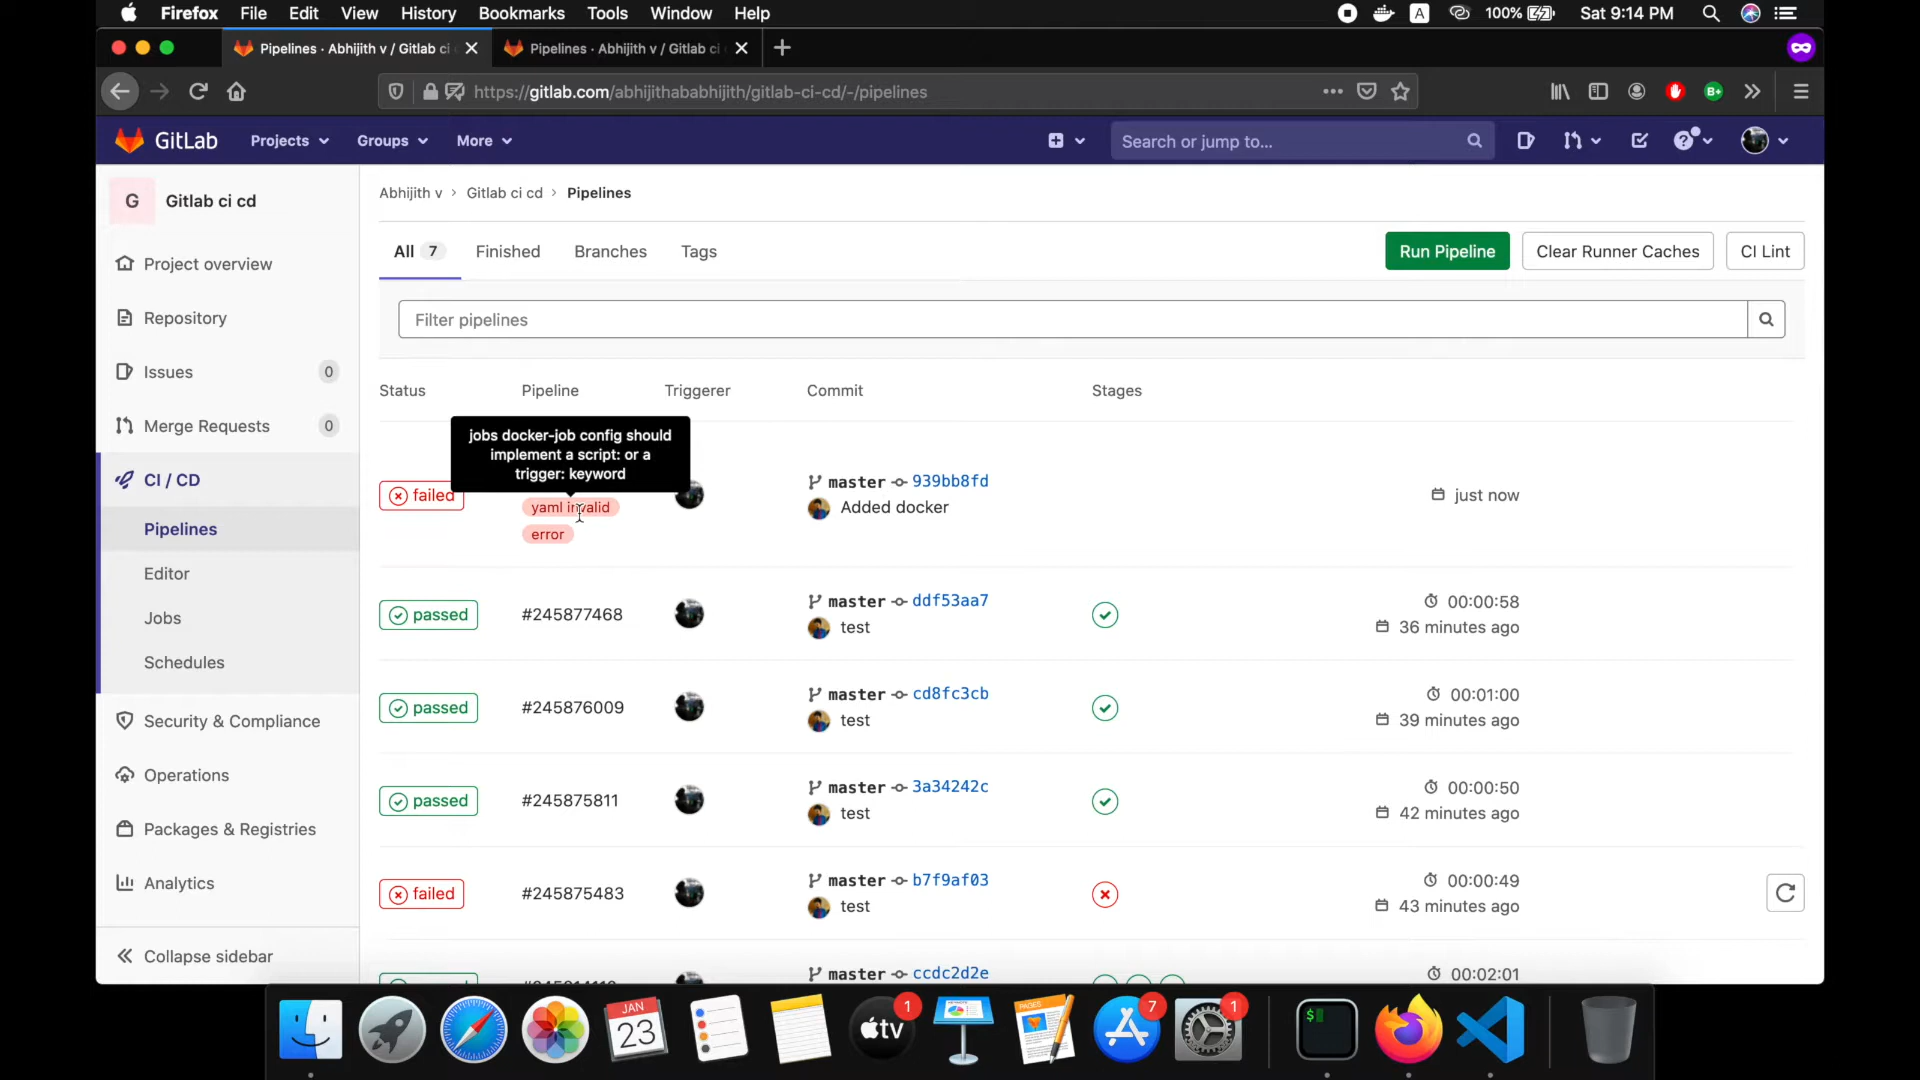 Firefox File Edit View History Bookmarks Tools Window Help A 100% Sat 9:14 PM
Pipelines · Abhijith v / Gitlab ci Pipelines · Abhijith v / Gitlab ci
https://gitlab.com/abhijithababhijith/gitlab-ci-cd/-/pipelines B+
GitLab Projects Groups More Search or jump to...
G Gitlab ci cd
Project overview
Repository
Issues 0
Merge Requests 0
CI / CD
Pipelines
Editor
Jobs
Schedules
Security & Compliance
Operations
Packages & Registries
Analytics
Collapse sidebar
Abhijith v > Gitlab ci cd > Pipelines
All 7 Finished Branches Tags Run Pipeline Clear Runner Caches CI Lint
Filter pipelines
Status Pipeline Triggerer Commit Stages
jobs docker-job config should
implement a script: or a
trigger: keyword
failed yaml invalid error master 939bb8fd Added docker just now
passed #245877468 master ddf53aa7 test 00:00:58 36 minutes ago
passed #245876009 master cd8fc3cb test 00:01:00 39 minutes ago
passed #245875811 master 3a34242c test 00:00:50 42 minutes ago
failed #245875483 master b7f9af03 test 00:00:49 43 minutes ago
master ccdc2d2e 00:02:01
JAN 23 tv 1 PAGES 7 1 $